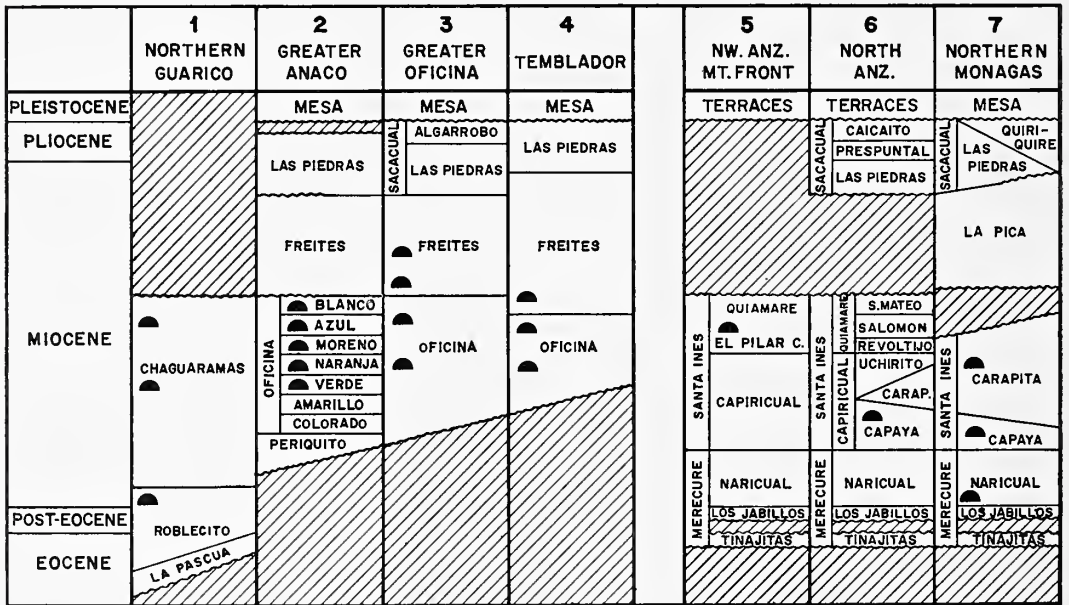 1
NORTHERN
GUARICO
2
GREATER
ANACO
3
GREATER
OFICINA
4
TEMBLADOR
5
NW. ANZ.
MT. FRONT
6
NORTH
ANZ.
7
NORTHERN
MONAGAS
PLEISTOCENE
PLIOCENE
MIOCENE
POST-EOCENE
EOCENE
CHAGUARAMAS
ROBLECITO
LA PASCUA
MESA
LAS PIEDRAS
FREITES
OFICINA
BLANCO
AZUL
MORENO
NARANJA
VERDE
AMARILLO
COLORADO
PERIQUITO
MESA
SACACUAL
ALGARROBO
LAS PIEDRAS
FREITES
OFICINA
MESA
LAS PIEDRAS
FREITES
OFICINA
TERRACES
SANTA INES
QUIAMARE
EL PILAR C.
CAPIRICUAL
MERECURE
NARICUAL
LOS JABILLOS
TINAJITAS
TERRACES
SACACUAL
CAICAITO
PRESPUNTAL
LAS PIEDRAS
SANTA INES
QUIAMARE
S. MATEO
SALOMON
REVOLTIJO
CAPIRICUAL
UCHIRITO
CARAP.
CAPAYA
MERECURE
NARICUAL
LOS JABILLOS
TINAJITAS
MESA
SACACUAL
QUIRI-
QUIRE
LAS
PIEDRAS
LA PICA
SANTA INES
CARAPITA
CAPAYA
MERECURE
NARICUAL
LOS JABILLOS
TINAJITAS